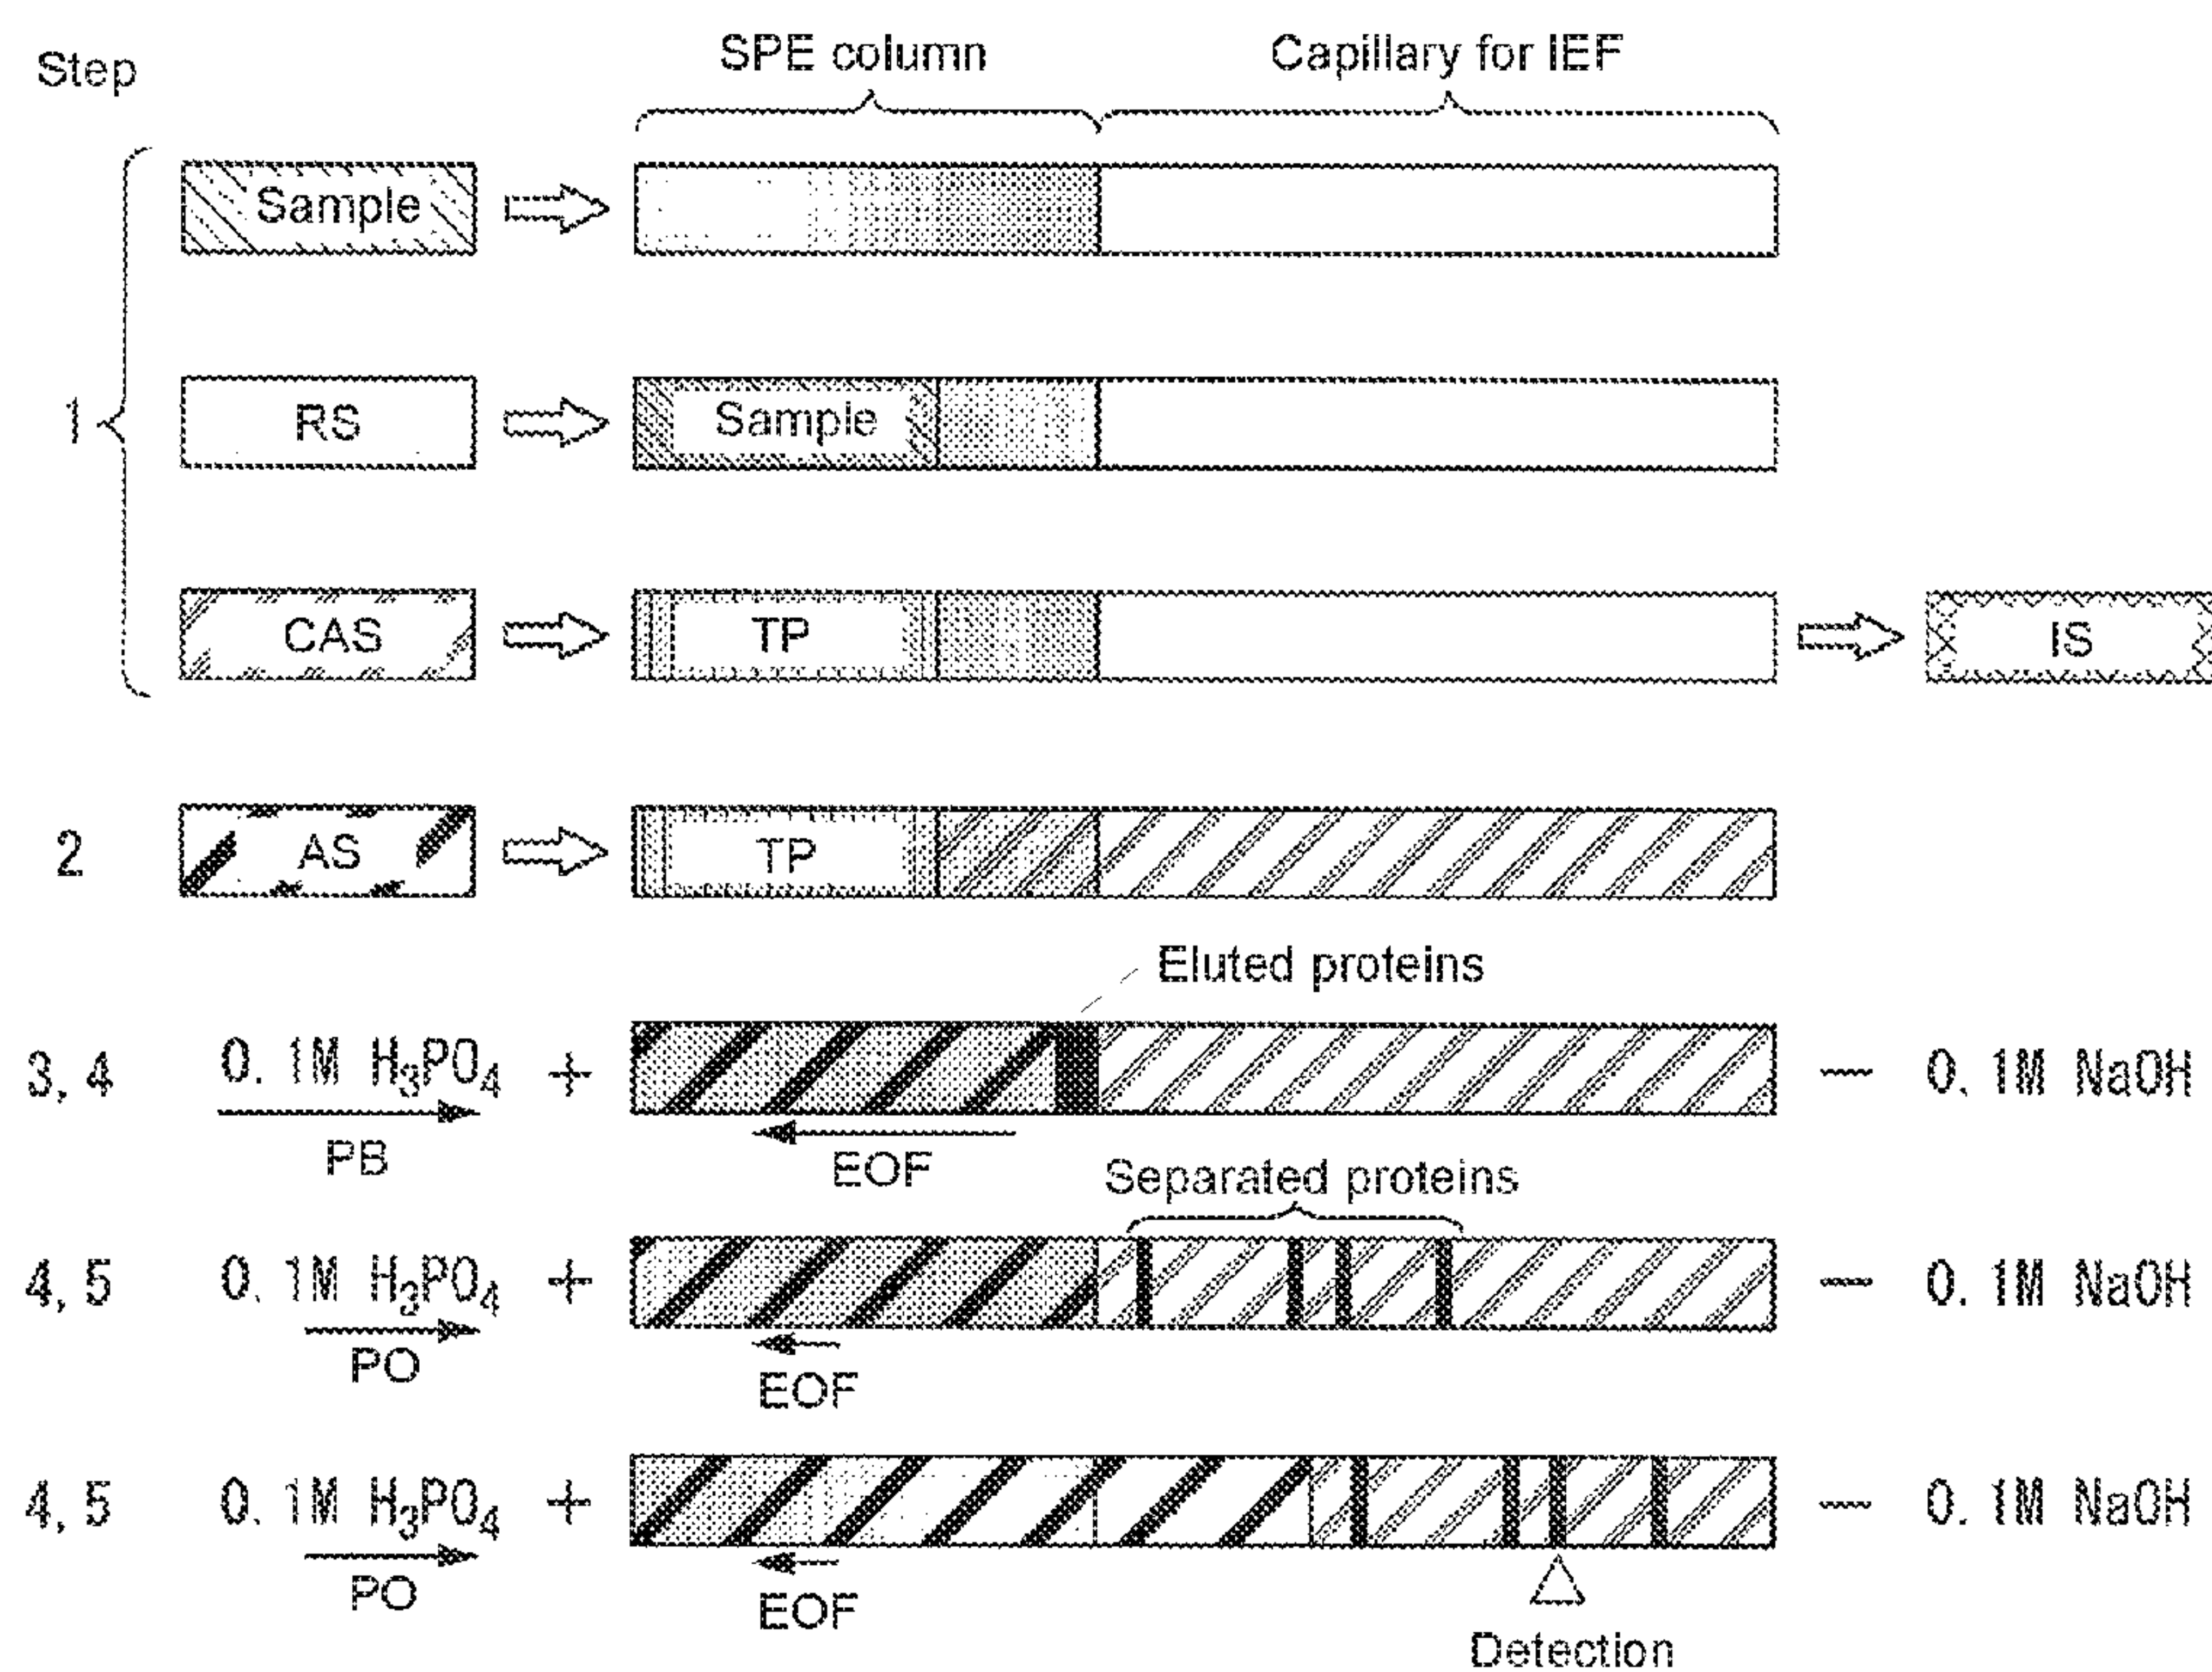 Step
SPE column
Capillary for IEF
Sample
1
RS
Sample
CAS
TP
IS
2
AS
TP
Eluted proteins
3, 4
0. 1M H₃PO₄
+
PB
EOF
—
0. 1M NaOH
Separated proteins
4, 5
0. 1M H₃PO₄
+
PO
EOF
—
0. 1M NaOH
4, 5
0. 1M H₃PO₄
+
PO
EOF
—
0. 1M NaOH
Detection